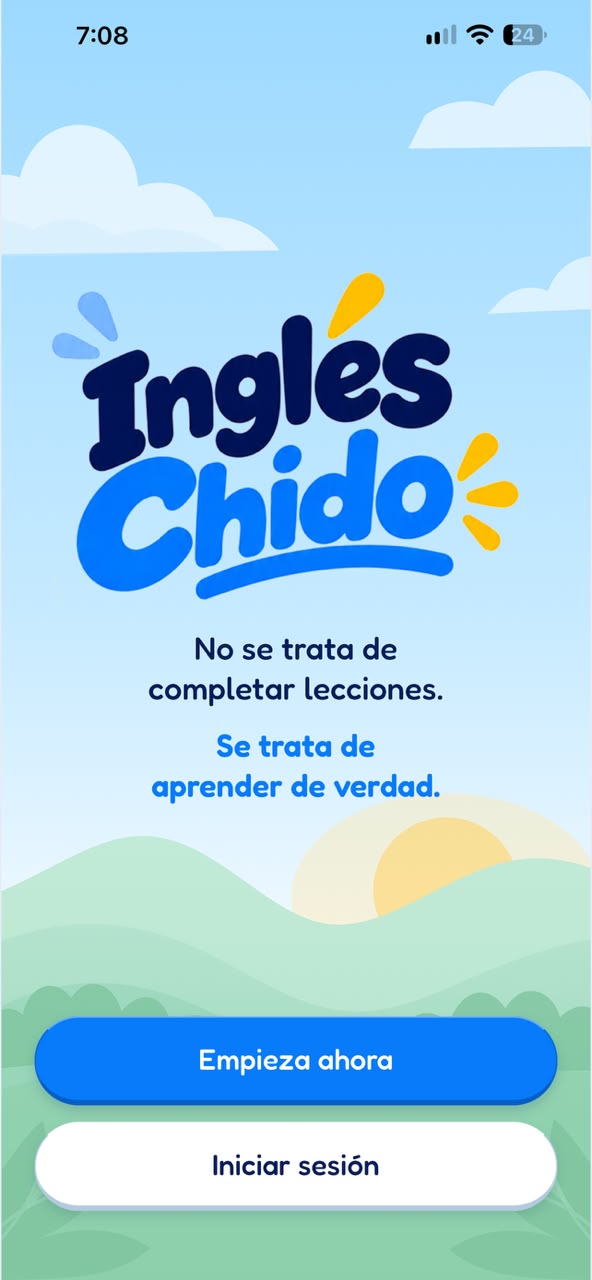 7:08
24
Inglés
Chido
No se trata de
completar lecciones.
Se trata de
aprender de verdad.
Empieza ahora
Iniciar sesión